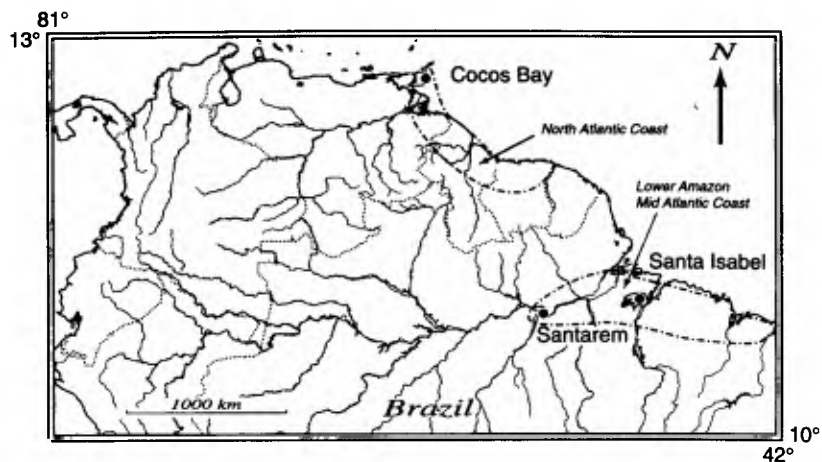 81°
13°
N
Cocos Bay
North Atlantic Coast
Lower Amazon
Mid Atlantic Coast
Santa Isabel
Santarem
1000 km
Brazil
10°
42°